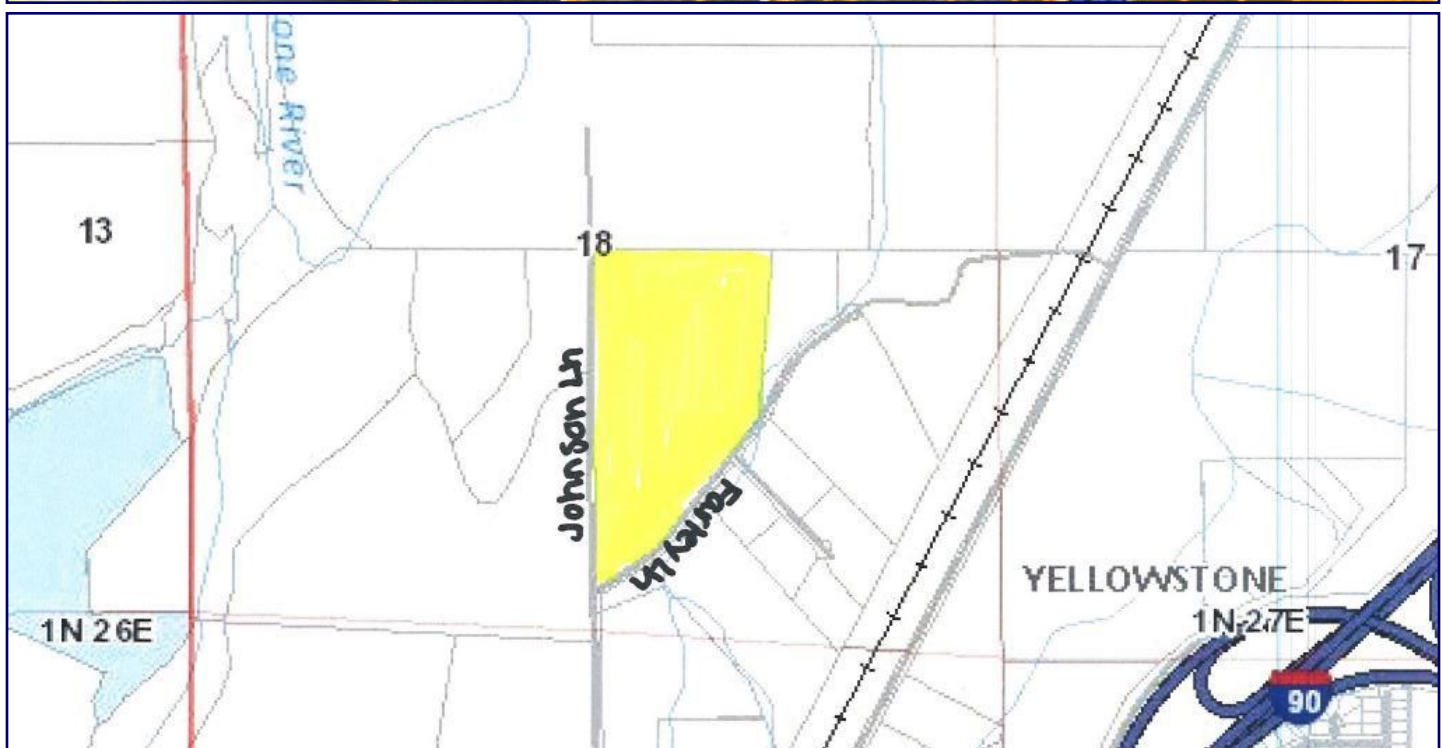 one River
13
18
17
Johnson Ln
Farley Ln
YELLOWSTONE
1N 26E
1N 27E
90